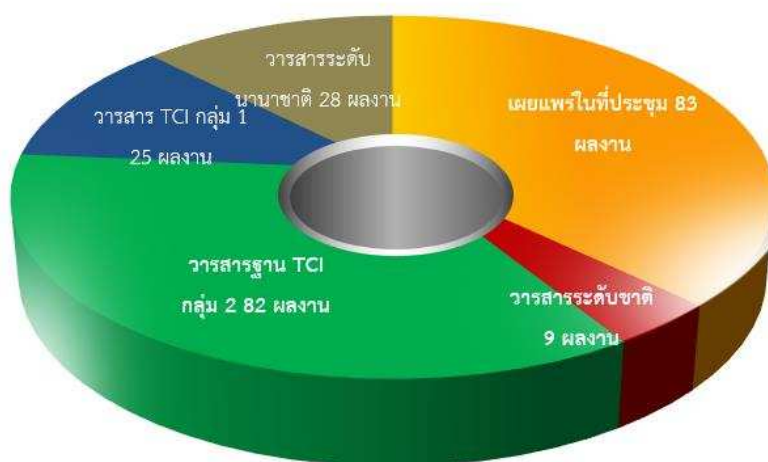 วารสารระดับ
นานาชาติ 28 ผลงาน
เผยแพร่ในที่ประชุม 83
ผลงาน
วารสาร TCI กลุ่ม 1
25 ผลงาน
วารสารฐาน TCI
กลุ่ม 2 82 ผลงาน
วารสารระดับชาติ
9 ผลงาน